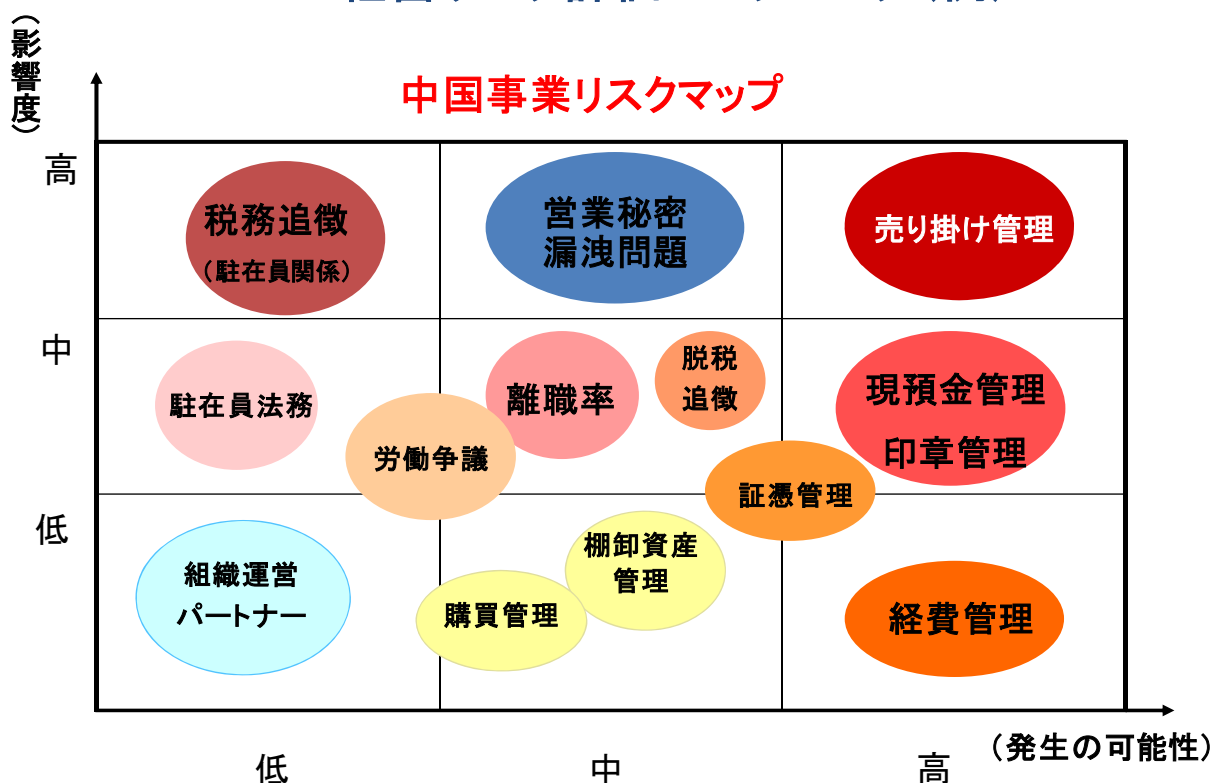 （影響度）
中国事業リスクマップ
高
税務追徴
（駐在員関係）
営業秘密
漏洩問題
売り掛け管理
中
駐在員法務
労働争議
離職率
脱税
追徴
現預金管理
印章管理
証憑管理
低
組織運営
パートナー
購買管理
棚卸資産
管理
経費管理
（発生の可能性）
低
中
高